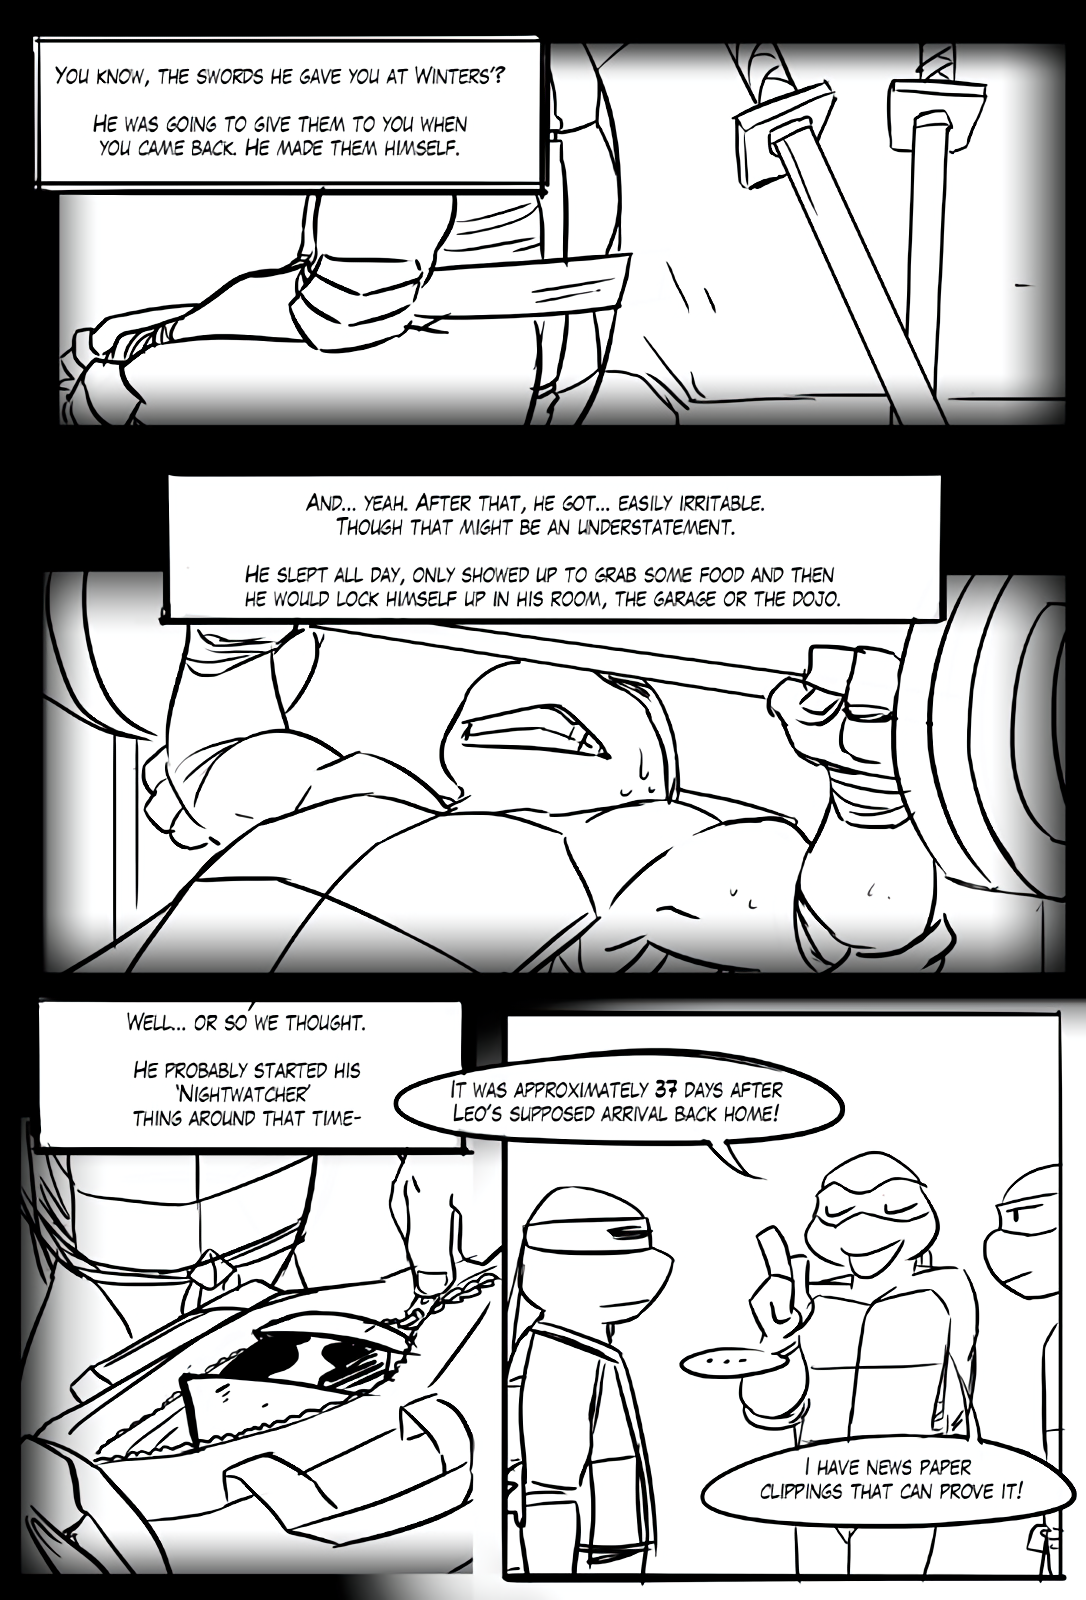 You know, the swords he gave you at Winters'?
He was going to give them to you when
you came back. He made them himself.
And... yeah. After that, he got... easily irritable.
Though that might be an understatement.
He slept all day, only showed up to grab some food and then
he would lock himself up in his room, the garage or the dojo.
Well... or so we thought.
He probably started his
'Nightwatcher'
thing around that time-
It was approximately 37 days after
Leo's supposed arrival back home!
...
I have news paper
clippings that can prove it!